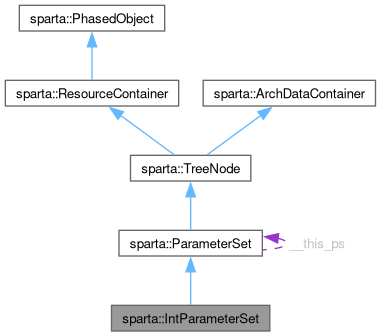 sparta::PhasedObject
sparta::ResourceContainer
sparta::ArchDataContainer
sparta::TreeNode
sparta::ParameterSet
__this_ps
sparta::IntParameterSet